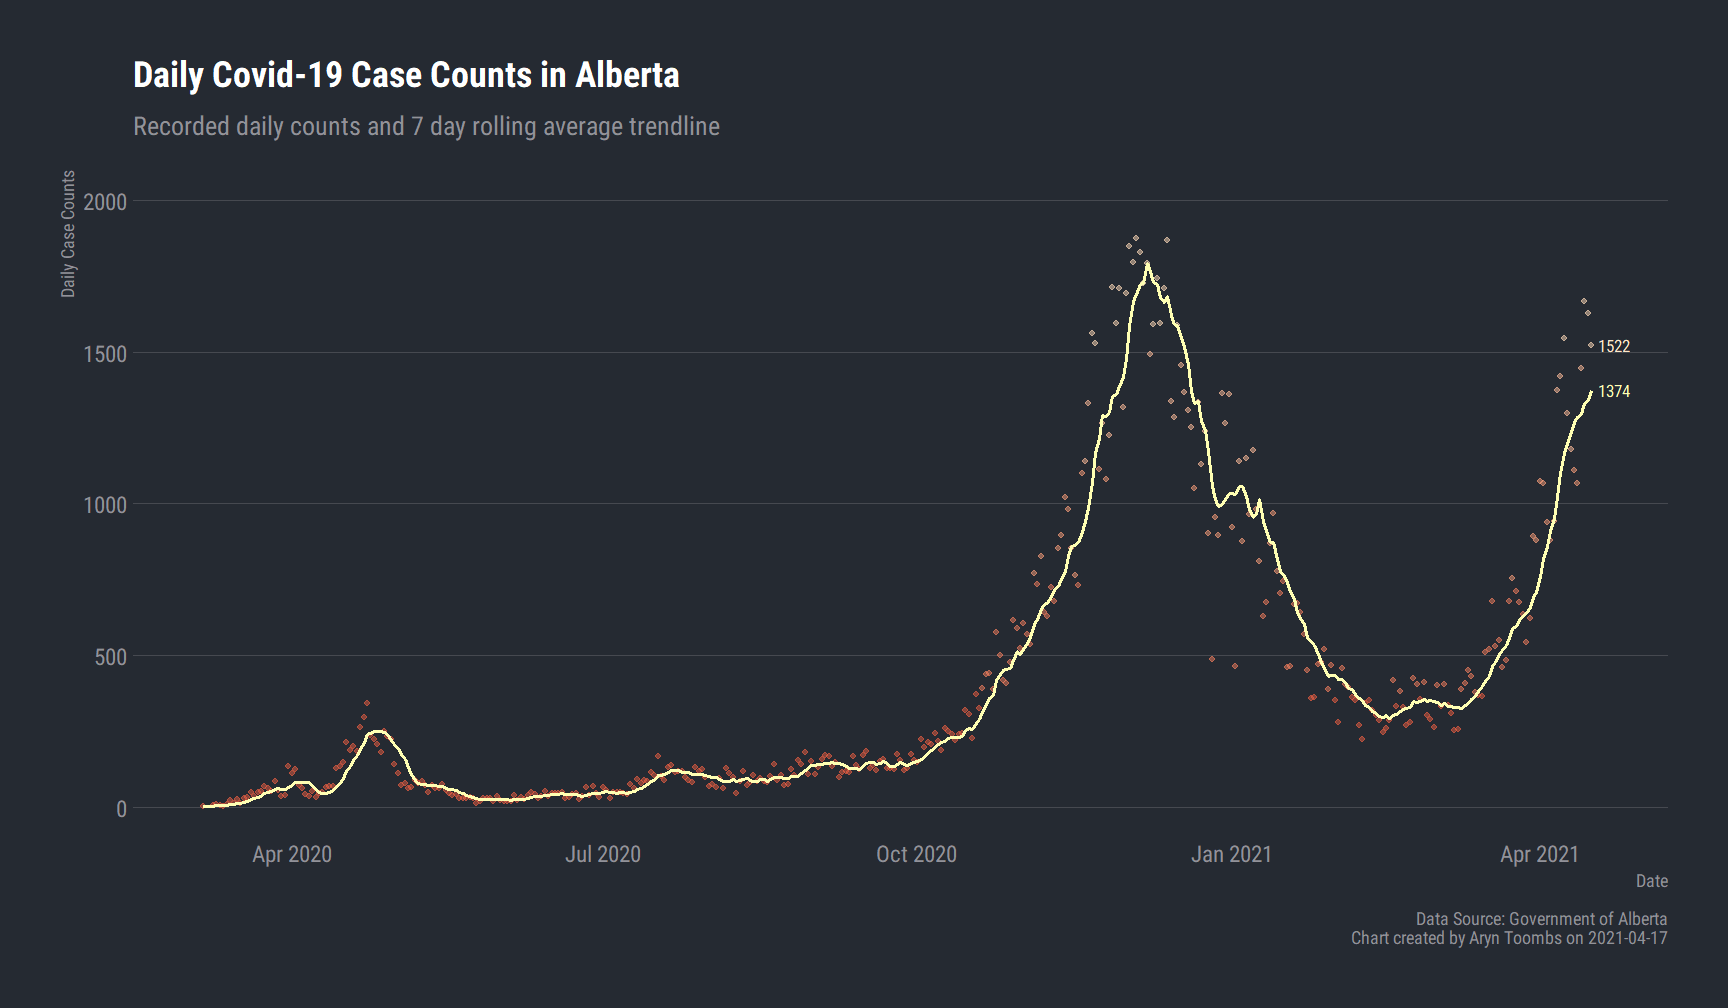 Daily Covid-19 Case Counts in Alberta
Recorded daily counts and 7 day rolling average trendline
Daily Case Counts
2000
1500
1000
500
0
1522
1374
Apr 2020
Jul 2020
Oct 2020
Jan 2021
Apr 2021
Date
Data Source: Government of Alberta
Chart created by Aryn Toombs on 2021-04-17